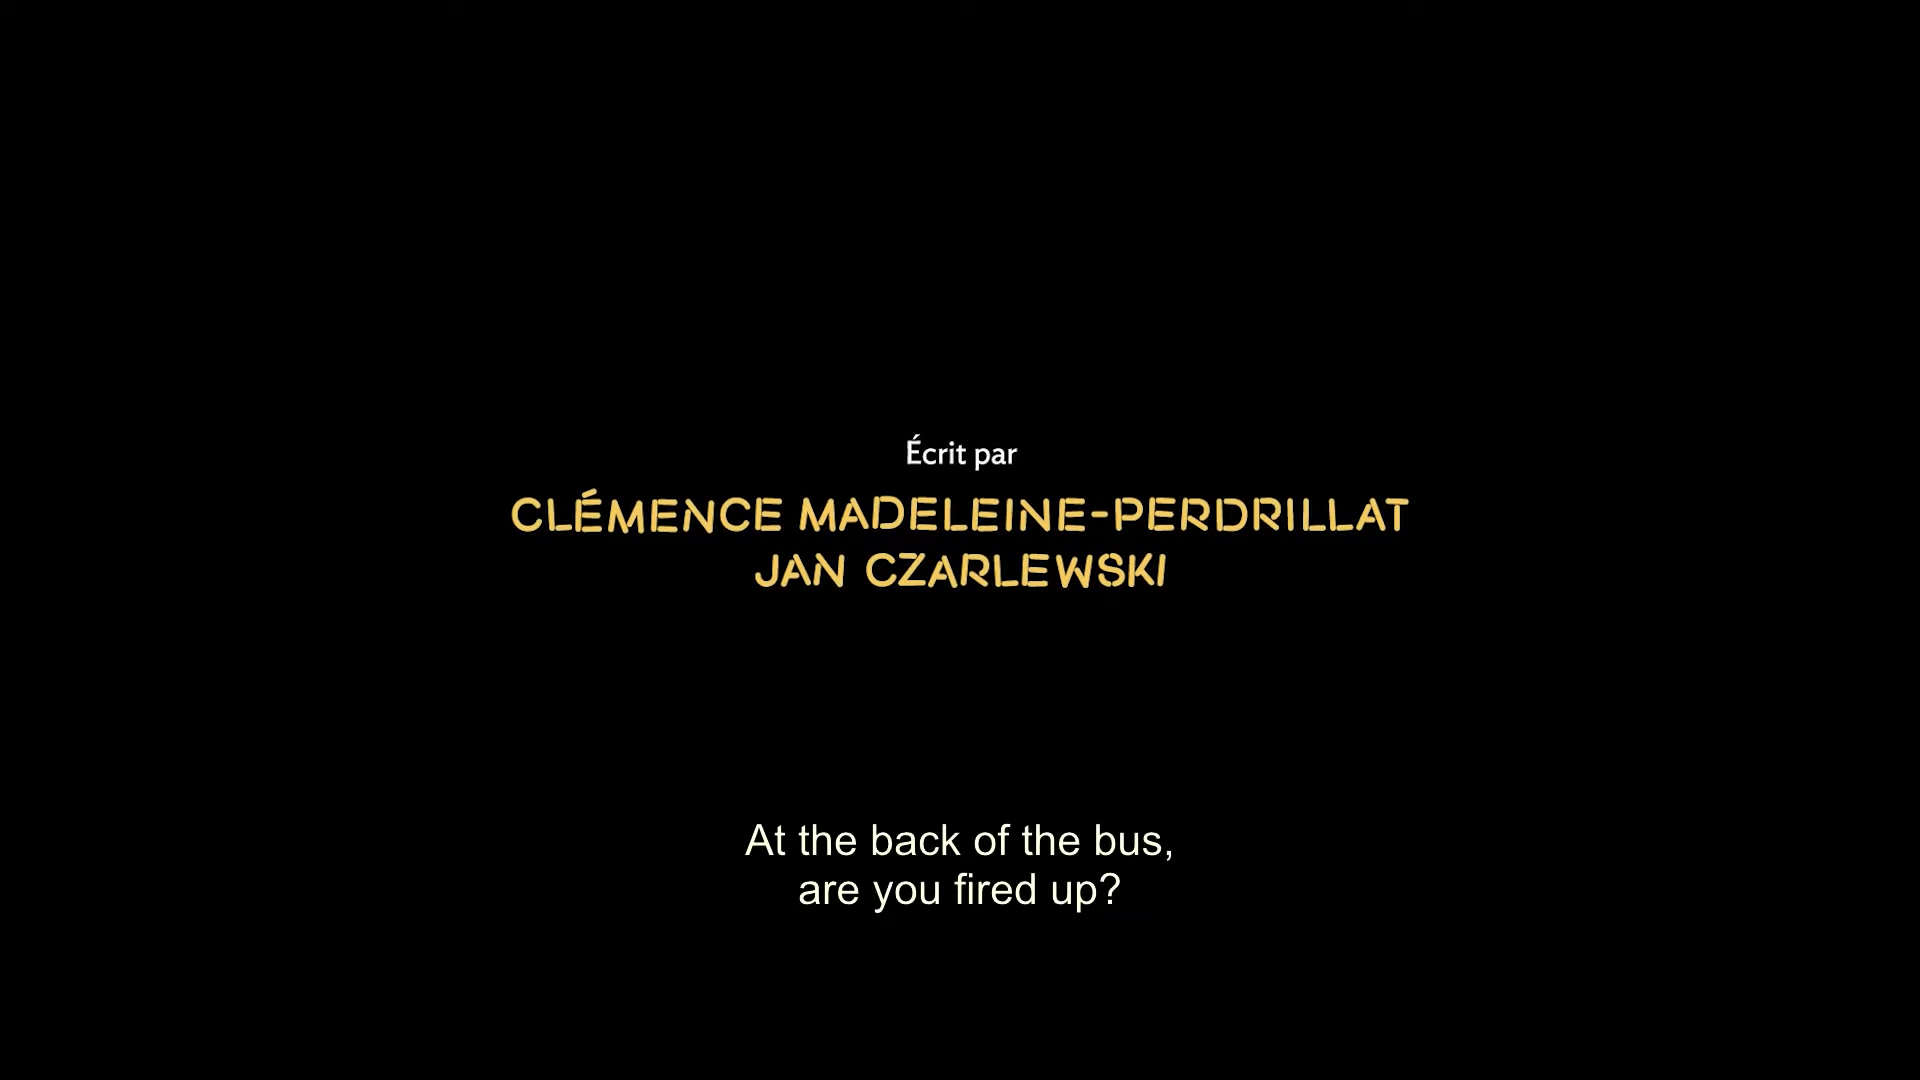 Écrit par
CLÉMENCE MADELEINE-PERDRILLAT
JAN CZARLEWSKI
At the back of the bus,
are you fired up?